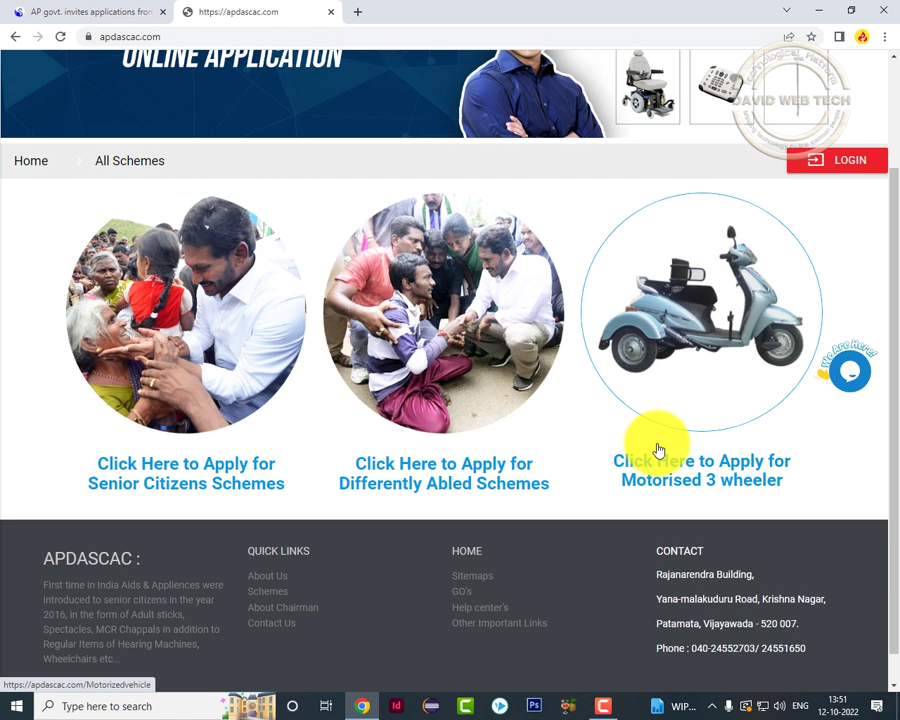 AP govt. invites applications from
https://apdascac.com
apdascac.com
ONLINE APPLICATION
Technological Platform
DAVID WEB TECH
Home
All Schemes
LOGIN
We Are Here!
Click Here to Apply for
Senior Citizens Schemes
Click Here to Apply for
Differently Abled Schemes
Click Here to Apply for
Motorised 3 wheeler
APDASCAC :
First time in India Aids & Appliences were
introduced to senior citizens in the year
2016, in the form of Adult sticks,
Spectacles, MCR Chappals in addition to
Regular Items of Hearing Machines,
Wheelchairs etc...
QUICK LINKS
About Us
Schemes
About Chairman
Contact Us
HOME
Sitemaps
GO's
Help center's
Other Important Links
CONTACT
Rajanarendra Building,
Yana-malakuduru Road, Krishna Nagar,
Patamata, Vijayawada - 520 007.
Phone : 040-24552703/ 24551650
https://apdascac.com/Motorizedvehicle
Type here to search
Id
Ps
WIP...
ENG
13:51
12-10-2022